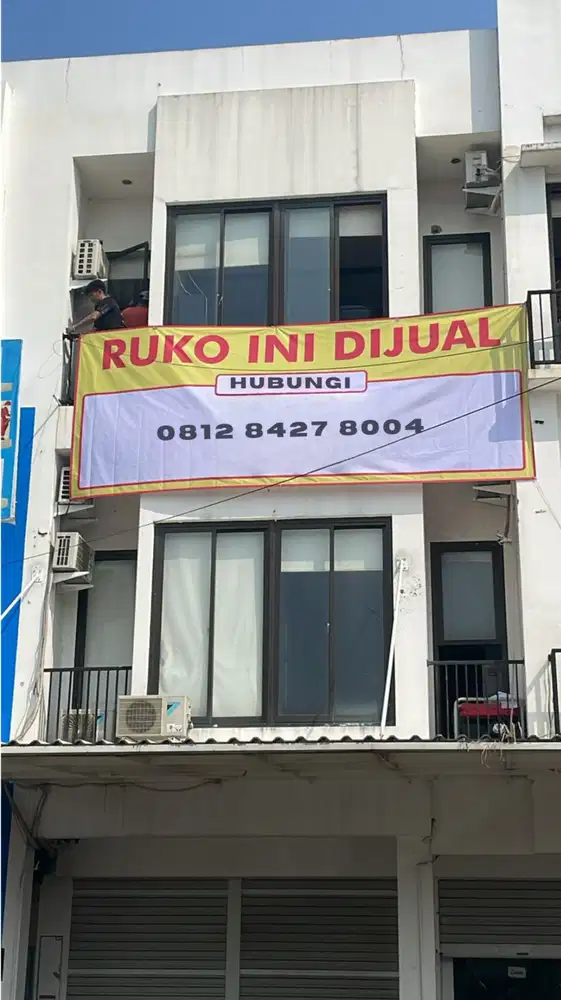 RUKO INI DIJUAL
HUBUNGI
0812 8427 8004